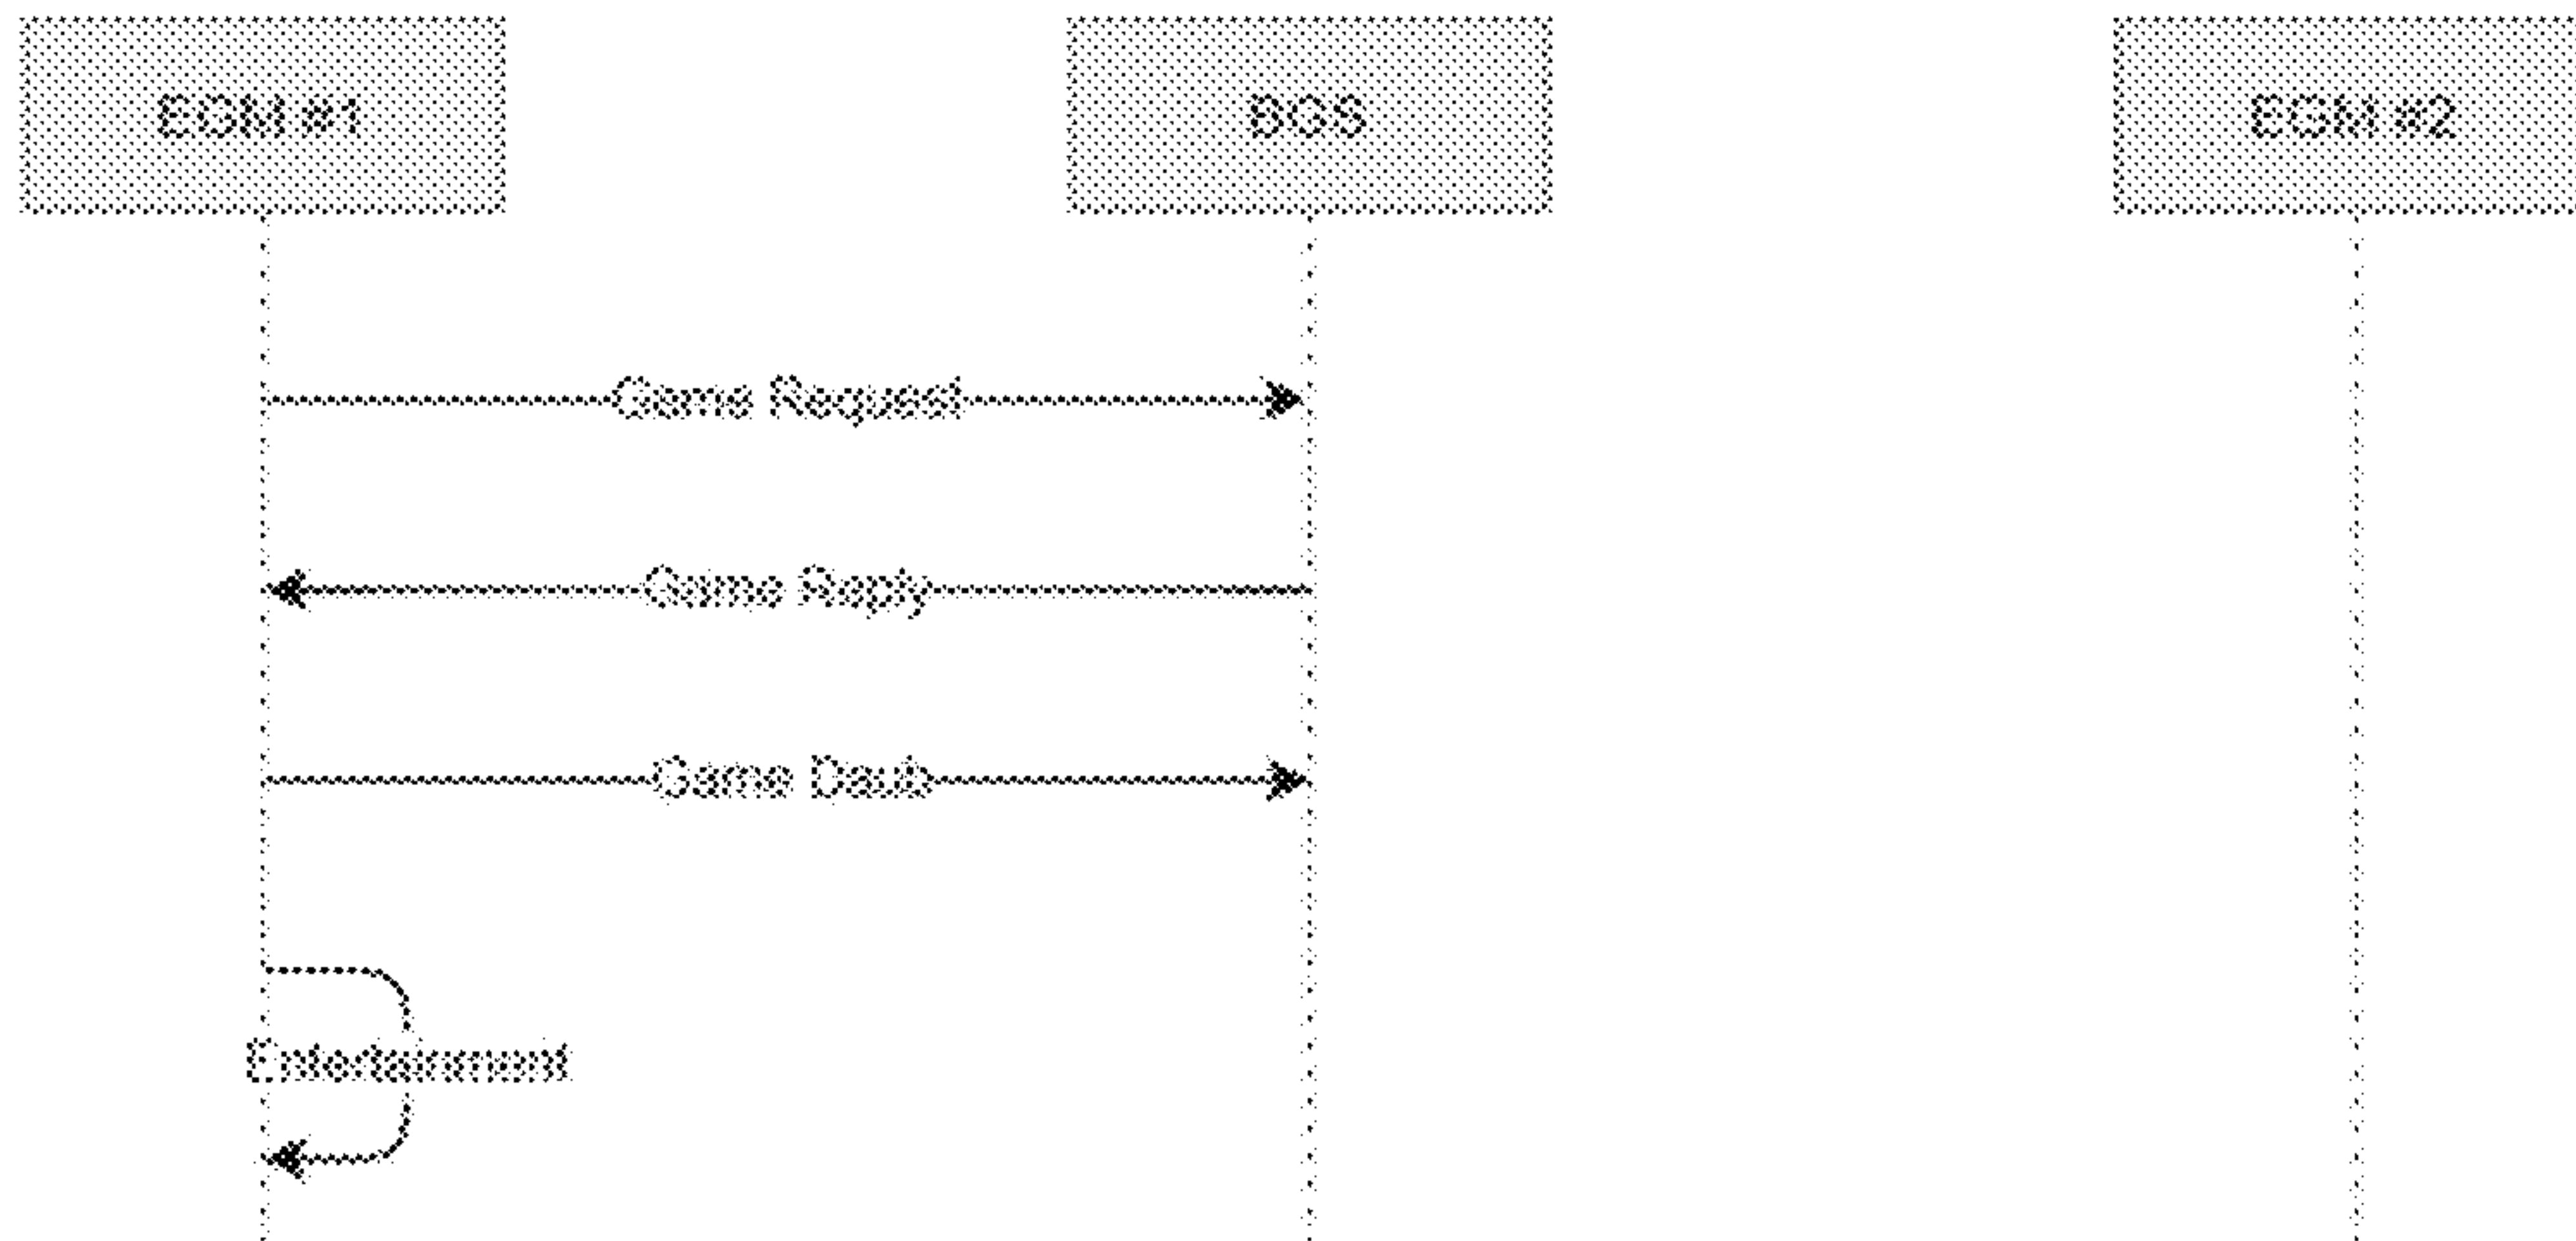 EGM #1
BGS
EGM #2
Game Request
Game Reply
Game Daub
Entertainment